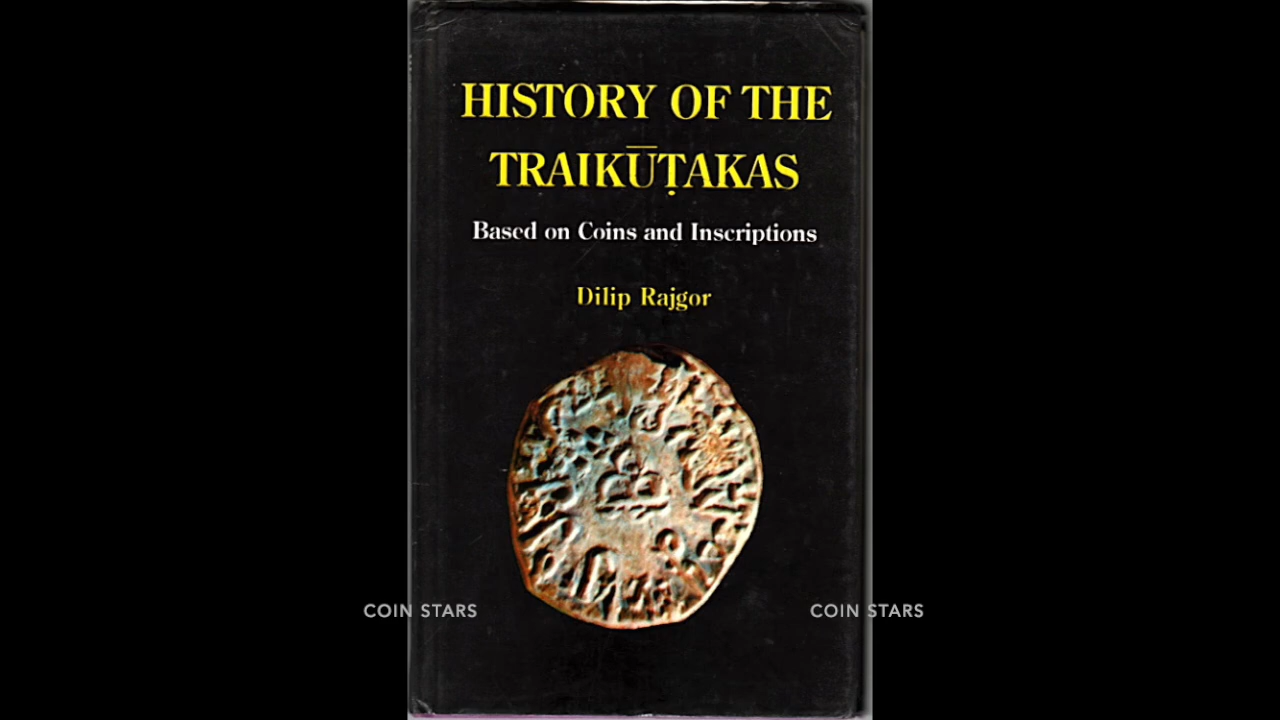 HISTORY OF THE
TRAIKŪṬAKAS
Based on Coins and Inscriptions
Dilip Rajgor
COIN STARS
COIN STARS